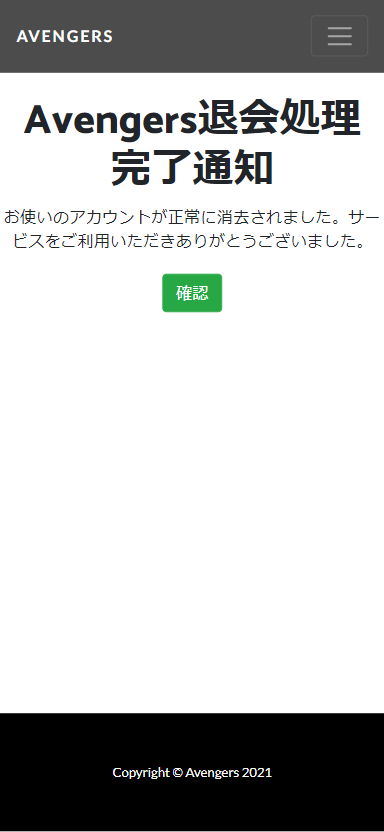 AVENGERS
Avengers退会処理
完了通知
お使いのアカウントが正常に消去されました。サー
ビスをご利用いただきありがとうございました。
確認
Copyright © Avengers 2021